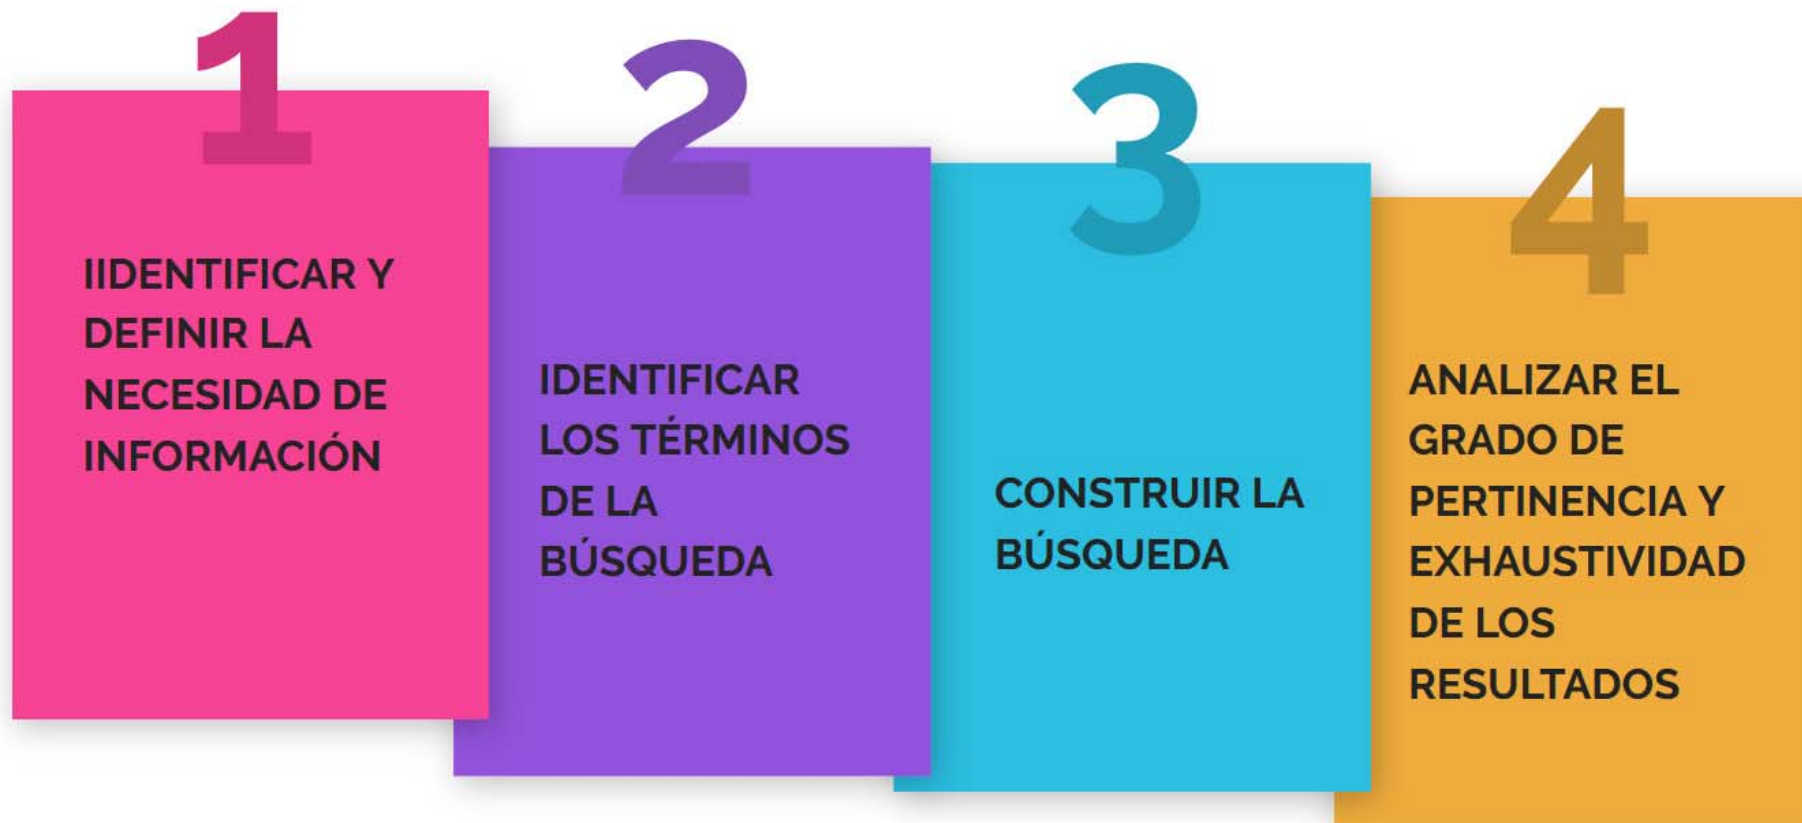 1
IIDENTIFICAR Y
DEFINIR LA
NECESIDAD DE
INFORMACIÓN
2
IDENTIFICAR
LOS TÉRMINOS
DE LA
BÚSQUEDA
3
CONSTRUIR LA
BÚSQUEDA
4
ANALIZAR EL
GRADO DE
PERTINENCIA Y
EXHAUSTIVIDAD
DE LOS
RESULTADOS